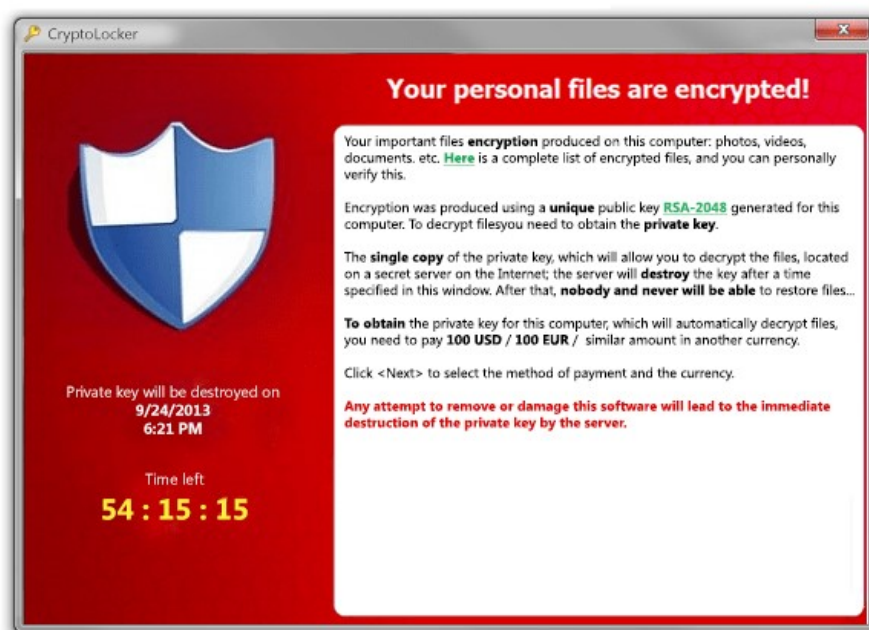 CryptoLocker
Your personal files are encrypted!
Your important files encryption produced on this computer: photos, videos,
documents. etc. Here is a complete list of encrypted files, and you can personally
verify this.
Encryption was produced using a unique public key RSA-2048 generated for this
computer. To decrypt filesyou need to obtain the private key.
The single copy of the private key, which will allow you to decrypt the files, located
on a secret server on the Internet; the server will destroy the key after a time
specified in this window. After that, nobody and never will be able to restore files...
To obtain the private key for this computer, which will automatically decrypt files,
you need to pay 100 USD / 100 EUR / similar amount in another currency.
Click <Next> to select the method of payment and the currency.
Any attempt to remove or damage this software will lead to the immediate
destruction of the private key by the server.
Private key will be destroyed on
9/24/2013
6:21 PM
Time left
54 : 15 : 15